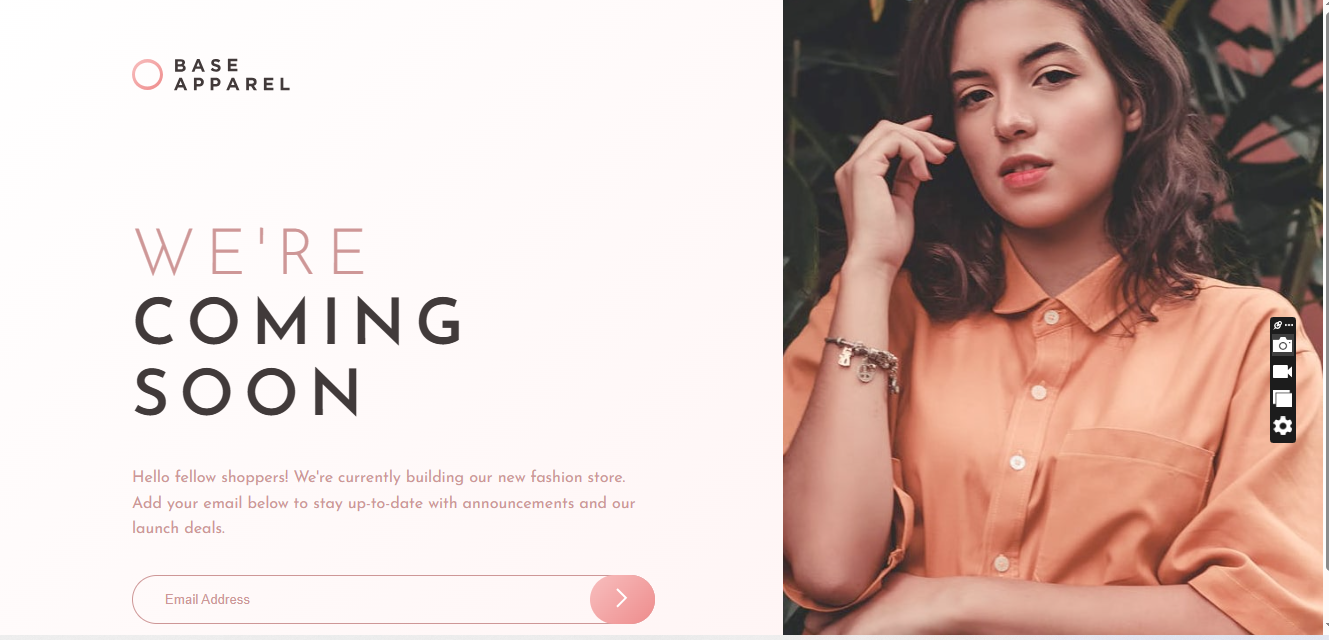 BASE
APPAREL
WE'RE
COMING
SOON
Hello fellow shoppers! We're currently building our new fashion store.
Add your email below to stay up-to-date with announcements and our
launch deals.
Email Address